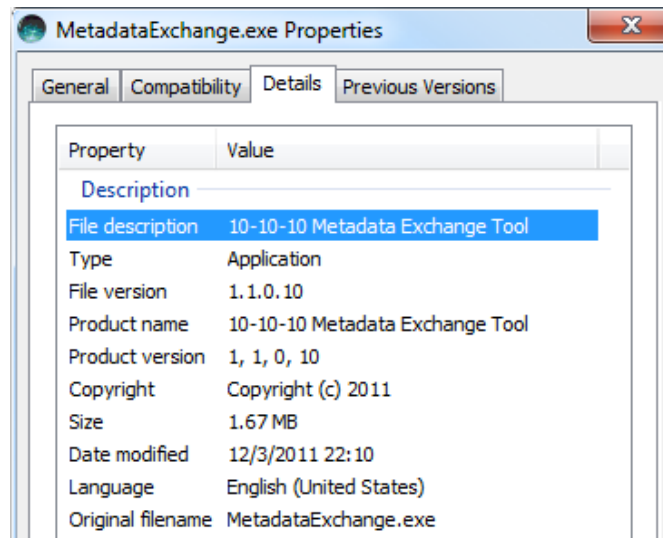 MetadataExchange.exe Properties
General Compatibility Details Previous Versions
Property Value
Description
File description 10-10-10 Metadata Exchange Tool
Type Application
File version 1.1.0.10
Product name 10-10-10 Metadata Exchange Tool
Product version 1, 1, 0, 10
Copyright Copyright (c) 2011
Size 1.67 MB
Date modified 12/3/2011 22:10
Language English (United States)
Original filename MetadataExchange.exe